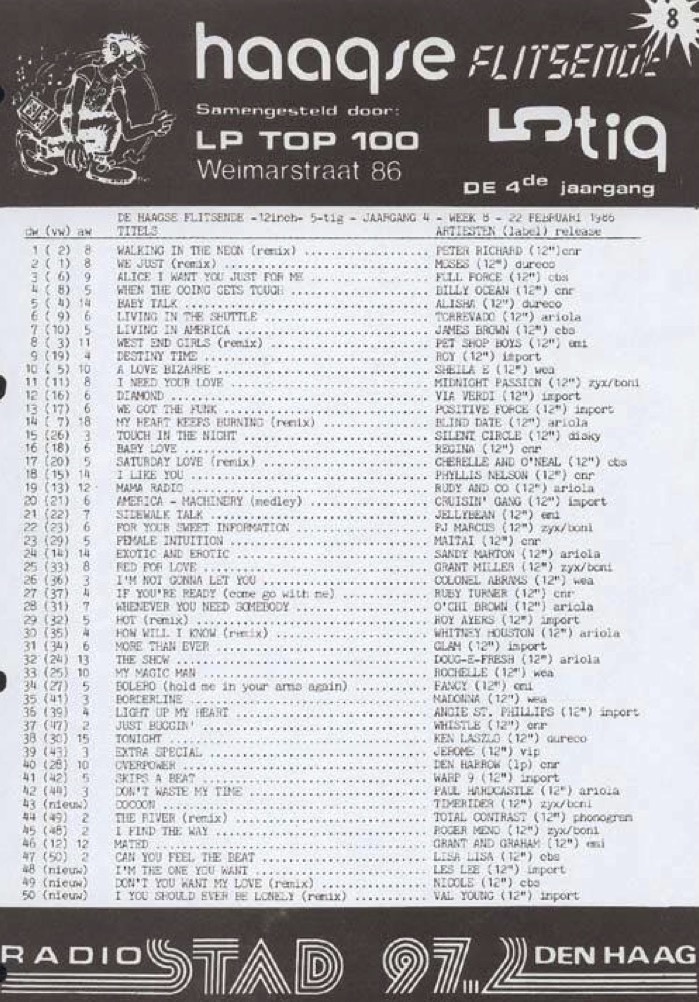 8
haagse FLITSENDE
Samengesteld door:
LP TOP 100
Weimarstraat 86
5tig
DE 4de jaargang
DE HAAGSE FLITSENDE -12inch- 5-tig - JAARGANG 4 - WEEK 8 - 22 FEBRUARI 1986
dw (vw) aw TITELS ARTIESTEN (label) release
1 ( 2) 8 WALKING IN THE NEON (remix) .................... PETER RICHARD (12")cnr
2 ( 1) 8 WE JUST (remix) .................... MOSES (12") dureco
3 ( 6) 9 ALICE I WANT YOU JUST FOR ME .................... FULL FORCE (12") cbs
4 ( 8) 5 WHEN THE GOING GETS TOUGH .................... BILLY OCEAN (12") cnr
5 ( 4) 14 BABY TALK .................... ALISHA (12") dureco
6 ( 9) 6 LIVING IN THE SHUTTLE .................... TORREVADO (12") ariola
7 (10) 5 LIVING IN AMERICA .................... JAMES BROWN (12") cbs
8 ( 3) 11 WEST END GIRLS (remix) .................... PET SHOP BOYS (12") emi
9 (19) 4 DESTINY TIME .................... ROY (12") import
10 ( 5) 10 A LOVE BIZARRE .................... SHEILA E (12") wea
11 (11) 8 I NEED YOUR LOVE .................... MIDNIGHT PASSION (12") zyx/boni
12 (16) 6 DIAMOND .................... VIA VERDI (12") import
13 (17) 6 WE GOT THE FUNK .................... POSITIVE FORCE (12") import
14 ( 7) 18 MY HEART KEEPS BURNING (remix) .................... BLIND DATE (12") ariola
15 (26) 3 TOUCH IN THE NIGHT .................... SILENT CIRCLE (12") disky
16 (18) 6 BABY LOVE .................... REGINA (12") cnr
17 (20) 5 SATURDAY LOVE (remix) .................... CHERELLE AND O'NEAL (12") cbs
18 (15) 14 I LIKE YOU .................... PHYLLIS NELSON (12") cnr
19 (13) 12 MAMA RADIO .................... RUDY AND CO (12") ariola
20 (21) 6 AMERICA - MACHINERY (medley) .................... CRUISIN' GANG (12") import
21 (22) 7 SIDEWALK TALK .................... JELLYBEAN (12") emi
22 (23) 6 FOR YOUR SWEET INFORMATION .................... PJ MARCUS (12") zyx/boni
23 (29) 5 FEMALE INTUITION .................... MAITAI (12") cnr
24 (14) 14 EXOTIC AND EROTIC .................... SANDY MARTON (12") ariola
25 (33) 8 RED FOR LOVE .................... GRANT MILLER (12") zyx/boni
26 (36) 3 I'M NOT GONNA LET YOU .................... COLONEL ABRAMS (12") wea
27 (37) 4 IF YOU'RE READY (come go with me) .................... RUBY TURNER (12") cnr
28 (31) 7 WHENEVER YOU NEED SOMEBODY .................... O'CHI BROWN (12") ariola
29 (32) 5 HOT (remix) .................... ROY AYERS (12") import
30 (35) 4 HOW WILL I KNOW (remix) .................... WHITNEY HOUSTON (12") ariola
31 (34) 6 MORE THAN EVER .................... GLAM (12") import
32 (24) 13 THE SHOW .................... DOUG-E-FRESH (12") ariola
33 (25) 10 MY MAGIC MAN .................... ROCHELLE (12") wea
34 (27) 5 BOLERO (hold me in your arms again) .................... FANCY (12") emi
35 (41) 3 BORDERLINE .................... MADONNA (12") wea
36 (39) 4 LIGHT UP MY HEART .................... ANGIE ST. PHILLIPS (12") import
37 (47) 2 JUST BUGGIN' .................... WHISTLE (12") cnr
38 (30) 15 TONIGHT .................... KEN LASZLO (12") dureco
39 (43) 3 EXTRA SPECIAL .................... JEROME (12") vip
40 (28) 10 OVERPOWER .................... DEN HARROW (lp) cnr
41 (42) 5 SKIPS A BEAT .................... WARP 9 (12") import
42 (44) 3 DON'T WASTE MY TIME .................... PAUL HARDCASTLE (12") ariola
43 (nieuw) COCOON .................... TIMERIDER (12") zyx/boni
44 (49) 2 THE RIVER (remix) .................... TOTAL CONTRAST (12") phonogram
45 (48) 2 I FIND THE WAY .................... ROGER MENO (12") zyx/boni
46 (12) 12 MATED .................... GRANT AND GRAHAM (12") emi
47 (50) 2 CAN YOU FEEL THE BEAT .................... LISA LISA (12") cbs
48 (nieuw) I'M THE ONE YOU WANT .................... LES LEE (12") import
49 (nieuw) DON'T YOU WANT MY LOVE (remix) .................... NICOLE (12") cbs
50 (nieuw) I YOU SHOULD EVER BE LONELY (remix) .................... VAL YOUNG (12") import
RADIO STAD 97...2 DEN HAAG